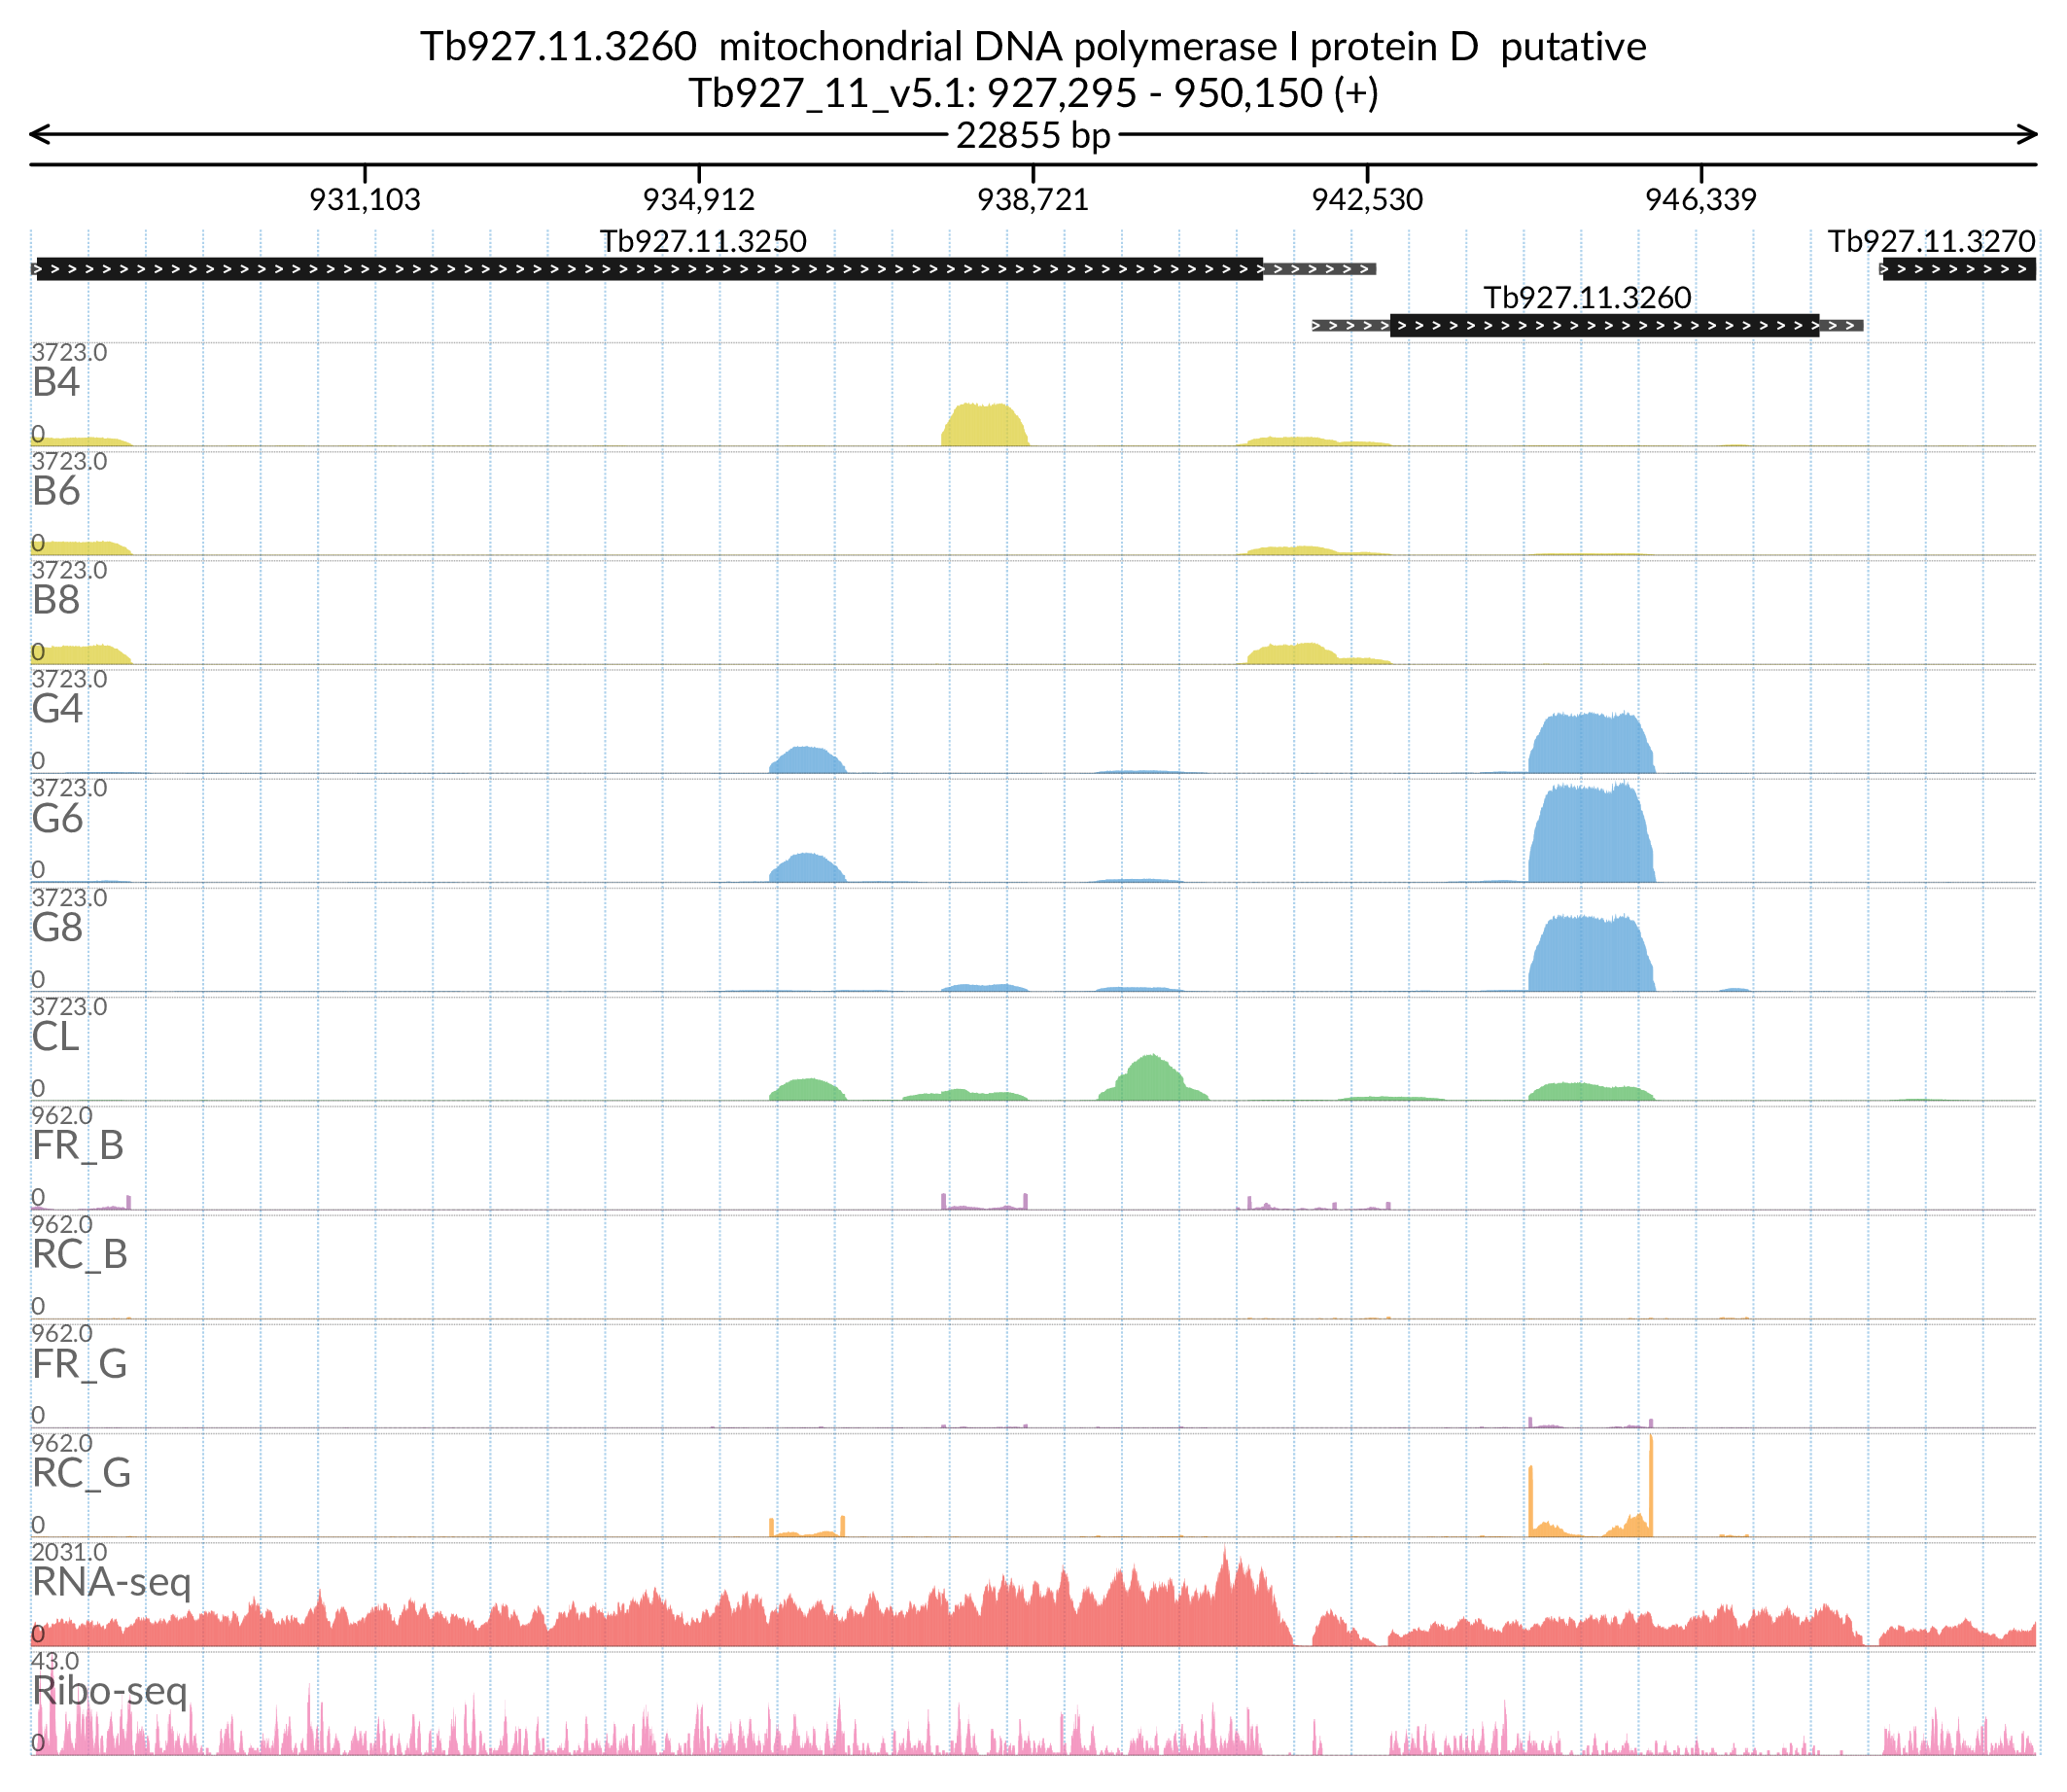 Tb927.11.3260 mitochondrial DNA polymerase I protein D putative
Tb927_11_v5.1: 927,295 - 950,150 (+)
22855 bp
931,103 934,912 938,721 942,530 946,339
Tb927.11.3250 Tb927.11.3270
Tb927.11.3260
3723.0
B4
0
3723.0
B6
0
3723.0
B8
0
3723.0
G4
0
3723.0
G6
0
3723.0
G8
0
3723.0
CL
0
962.0
FR_B
0
962.0
RC_B
0
962.0
FR_G
0
962.0
RC_G
0
2031.0
RNA-seq
0
43.0
Ribo-seq
0